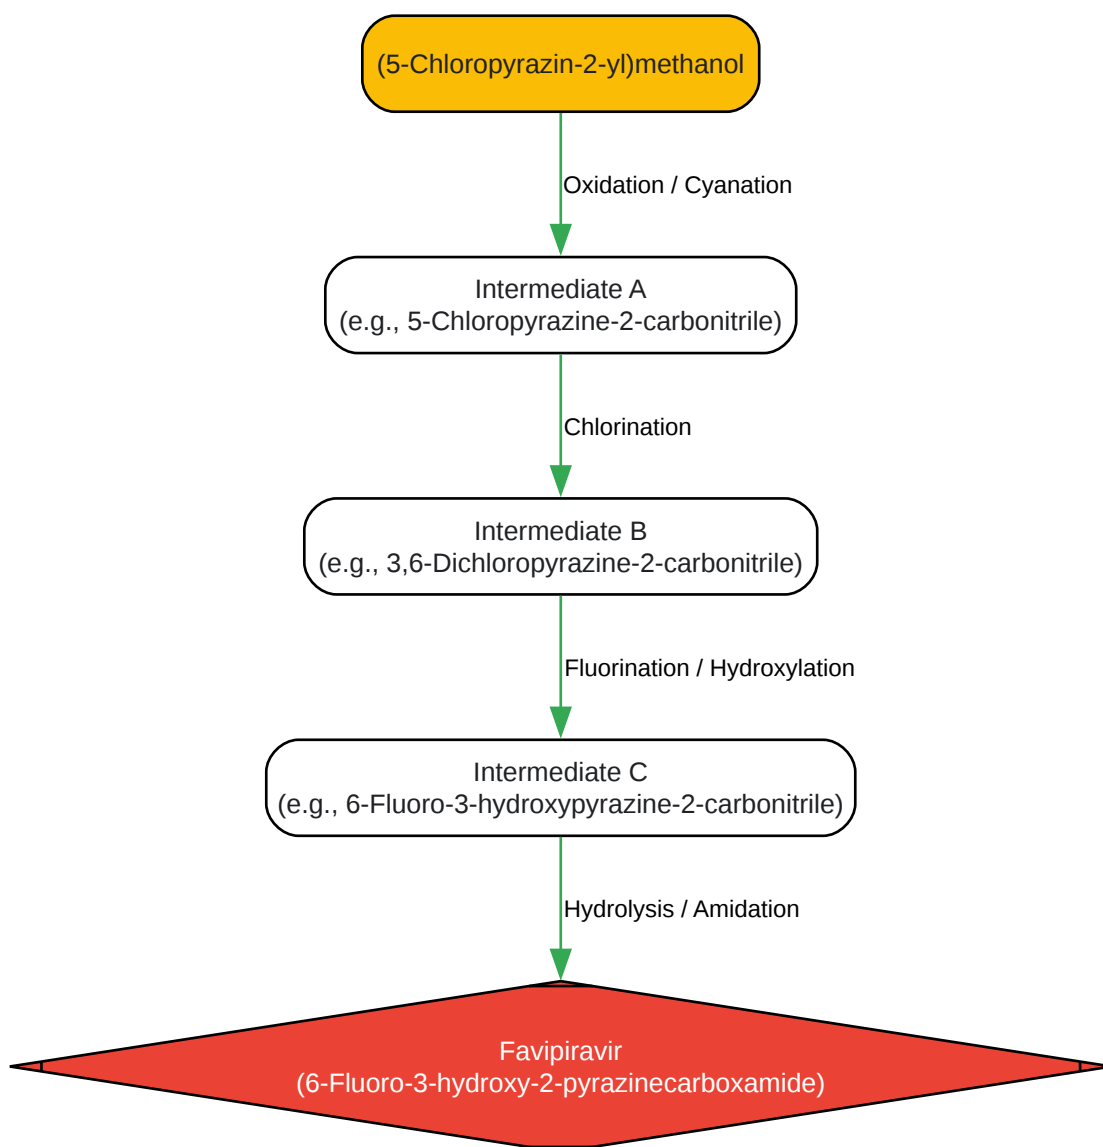 (5-Chloropyrazin-2-yl)methanol
Oxidation / Cyanation
Intermediate A
(e.g., 5-Chloropyrazine-2-carbonitrile)
Chlorination
Intermediate B
(e.g., 3,6-Dichloropyrazine-2-carbonitrile)
Fluorination / Hydroxylation
Intermediate C
(e.g., 6-Fluoro-3-hydroxypyrazine-2-carbonitrile)
Hydrolysis / Amidation
Favipiravir
(6-Fluoro-3-hydroxy-2-pyrazinecarboxamide)